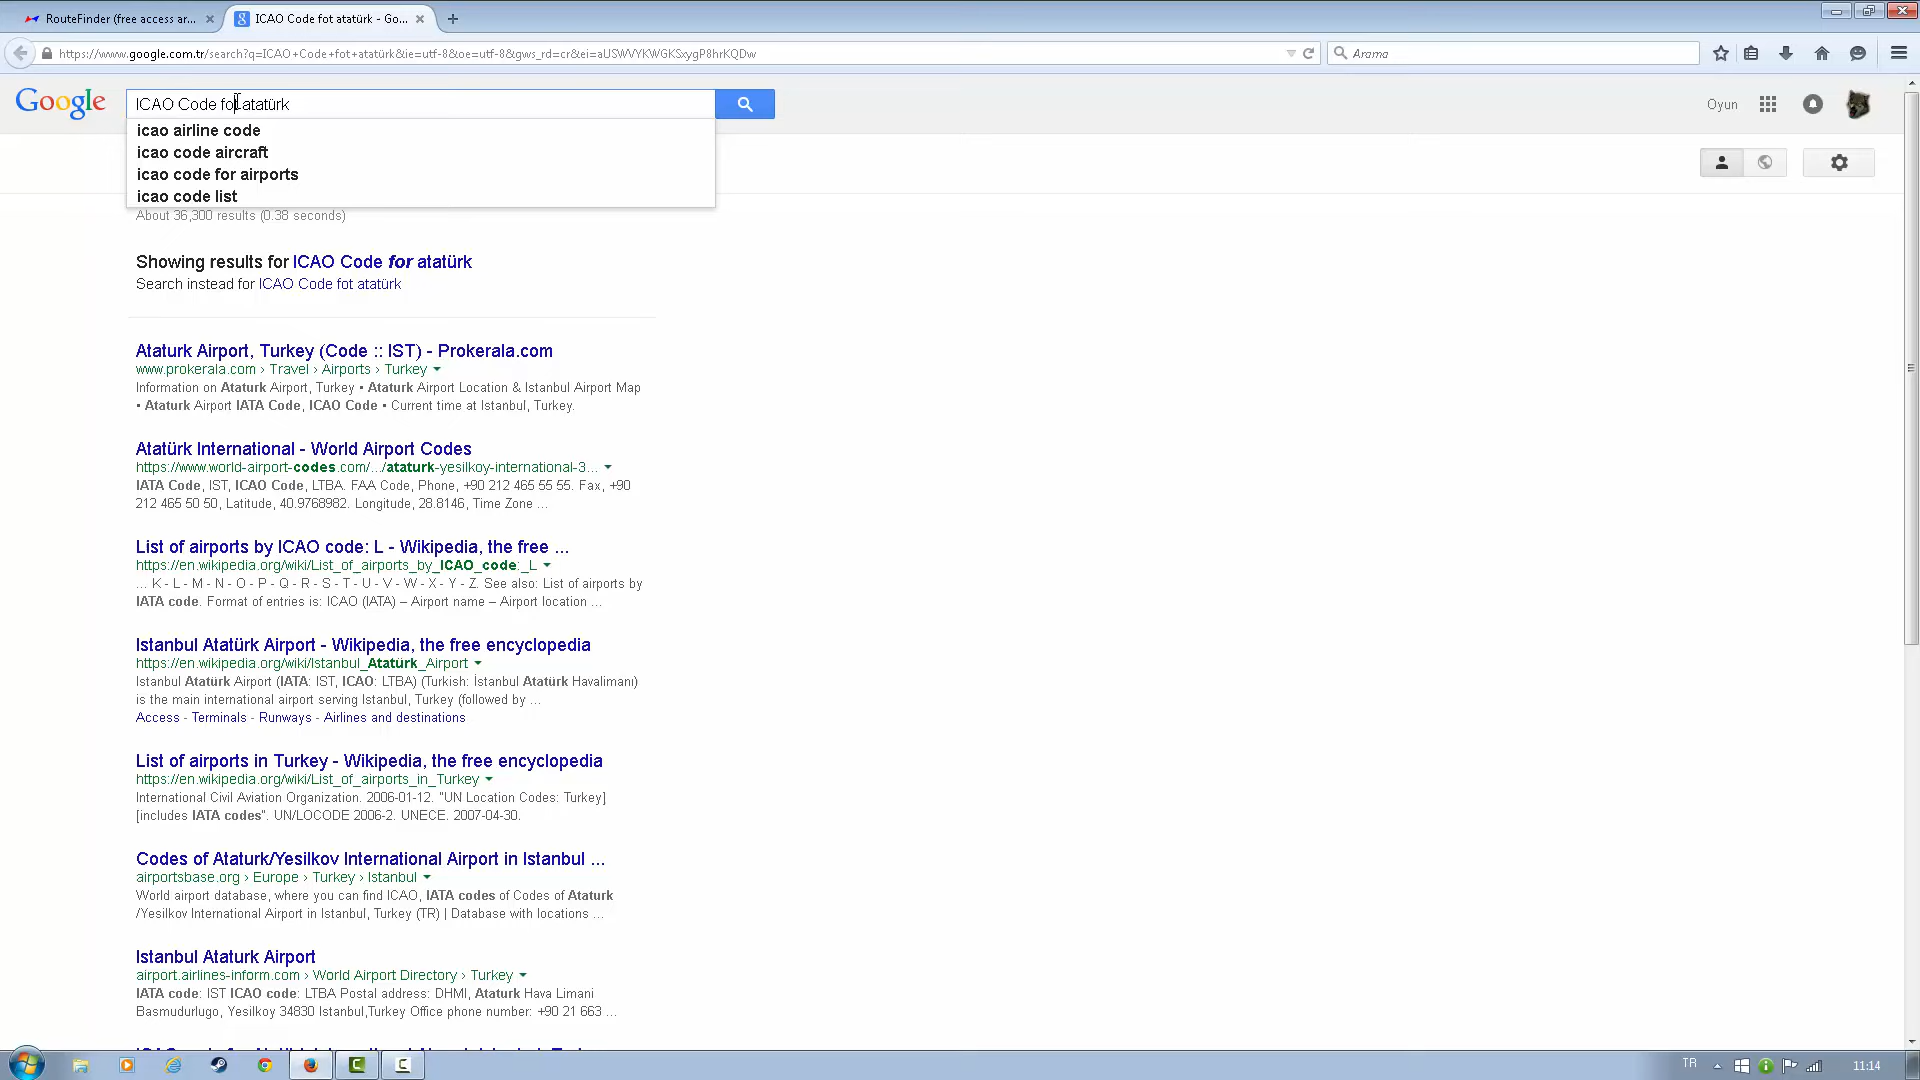 RouteFinder (free access ar...
ICAO Code fot atatürk - Go...
https://www.google.com.tr/search?q=ICAO+Code+fot+atatürk&ie=utf-8&oe=utf-8&gws_rd=cr&ei=aUSWVYKWGKSxygP8hrKQDw
Arama
Google
ICAO Code fot atatürk
Oyun
icao airline code
icao code aircraft
icao code for airports
icao code list
About 36,300 results (0.38 seconds)
Showing results for ICAO Code for atatürk
Search instead for ICAO Code fot atatürk
Ataturk Airport, Turkey (Code :: IST) - Prokerala.com
www.prokerala.com › Travel › Airports › Turkey
Information on Ataturk Airport, Turkey • Ataturk Airport Location & Istanbul Airport Map
• Ataturk Airport IATA Code, ICAO Code • Current time at Istanbul, Turkey.
Atatürk International - World Airport Codes
https://www.world-airport-codes.com/.../ataturk-yesilkoy-international-3...
IATA Code, IST, ICAO Code, LTBA. FAA Code, Phone, +90 212 465 55 55. Fax, +90
212 465 50 50, Latitude, 40.9768982. Longitude, 28.8146, Time Zone ...
List of airports by ICAO code: L - Wikipedia, the free ...
https://en.wikipedia.org/wiki/List_of_airports_by_ICAO_code:_L
... K - L - M - N - O - P - Q - R - S - T - U - V - W - X - Y - Z. See also: List of airports by
IATA code. Format of entries is: ICAO (IATA) – Airport name – Airport location ...
Istanbul Atatürk Airport - Wikipedia, the free encyclopedia
https://en.wikipedia.org/wiki/Istanbul_Atatürk_Airport
Istanbul Atatürk Airport (IATA: IST, ICAO: LTBA) (Turkish: İstanbul Atatürk Havalimanı)
is the main international airport serving Istanbul, Turkey (followed by ...
Access - Terminals - Runways - Airlines and destinations
List of airports in Turkey - Wikipedia, the free encyclopedia
https://en.wikipedia.org/wiki/List_of_airports_in_Turkey
International Civil Aviation Organization. 2006-01-12. "UN Location Codes: Turkey]
[includes IATA codes". UN/LOCODE 2006-2. UNECE. 2007-04-30.
Codes of Ataturk/Yesilkov International Airport in Istanbul ...
airportsbase.org › Europe › Turkey › Istanbul
World airport database, where you can find ICAO, IATA codes of Codes of Ataturk
/Yesilkov International Airport in Istanbul, Turkey (TR) | Database with locations ...
Istanbul Ataturk Airport
airport.airlines-inform.com › World Airport Directory › Turkey
IATA code: IST ICAO code: LTBA Postal address: DHMI, Ataturk Hava Limani
Basmudurlugo, Yesilkoy 34830 Istanbul,Turkey Office phone number: +90 21 663 ...
TR
11:14